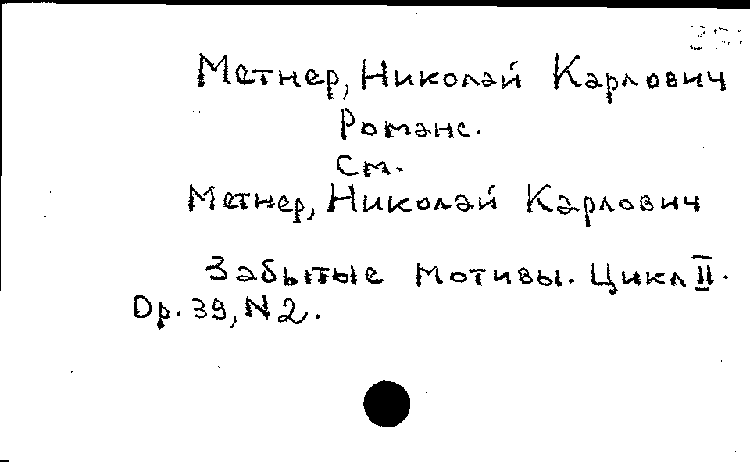 Метнер, Николай Карлович
Романс.
См.
Метнер, Николай Карлович
Забытые мотивы. Цикл II.
Op. 39, N 2.